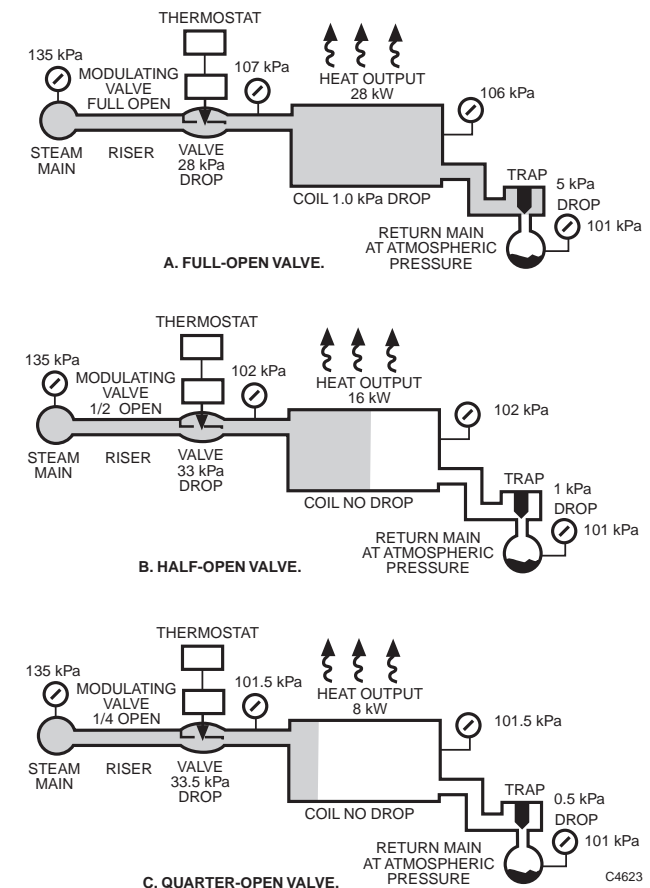 THERMOSTAT
135 kPa
MODULATING
VALVE
FULL OPEN
107 kPa
HEAT OUTPUT
28 kW
106 kPa
STEAM
MAIN
RISER
VALVE
28 kPa
DROP
COIL 1.0 kPa DROP
TRAP
5 kPa
DROP
101 kPa
RETURN MAIN
AT ATMOSPHERIC
PRESSURE
A. FULL-OPEN VALVE.
THERMOSTAT
135 kPa
MODULATING
VALVE
1/2 OPEN
102 kPa
HEAT OUTPUT
16 kW
102 kPa
STEAM
MAIN
RISER
VALVE
33 kPa
DROP
COIL NO DROP
TRAP
1 kPa
DROP
101 kPa
RETURN MAIN
AT ATMOSPHERIC
PRESSURE
B. HALF-OPEN VALVE.
THERMOSTAT
135 kPa
MODULATING
VALVE
1/4 OPEN
101.5 kPa
HEAT OUTPUT
8 kW
101.5 kPa
STEAM
MAIN
RISER
VALVE
33.5 kPa
DROP
COIL NO DROP
TRAP
0.5 kPa
DROP
101 kPa
RETURN MAIN
AT ATMOSPHERIC
PRESSURE
C. QUARTER-OPEN VALVE.
C4623